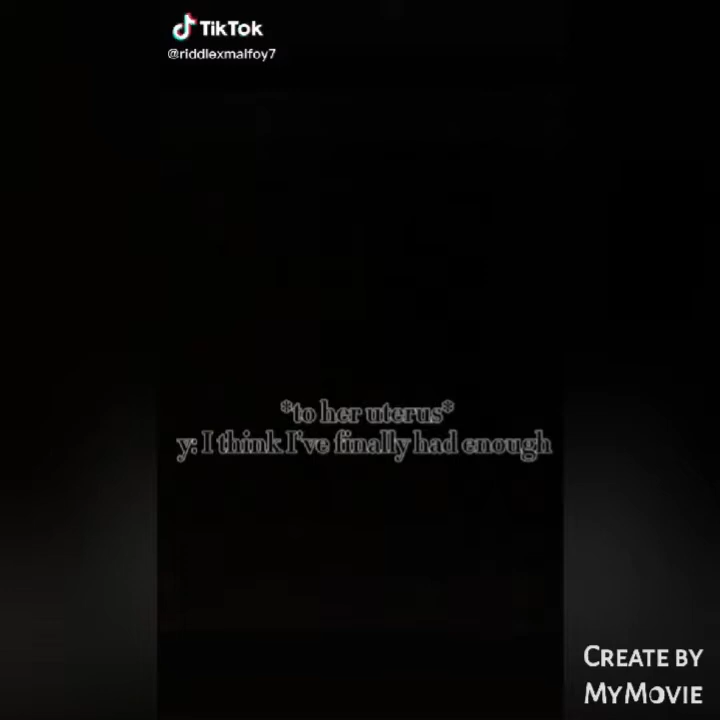 TikTok
@riddlexmalfoy7
*to her uterus*
y: I think I've finally had enough
CREATE BY
MYMOVIE